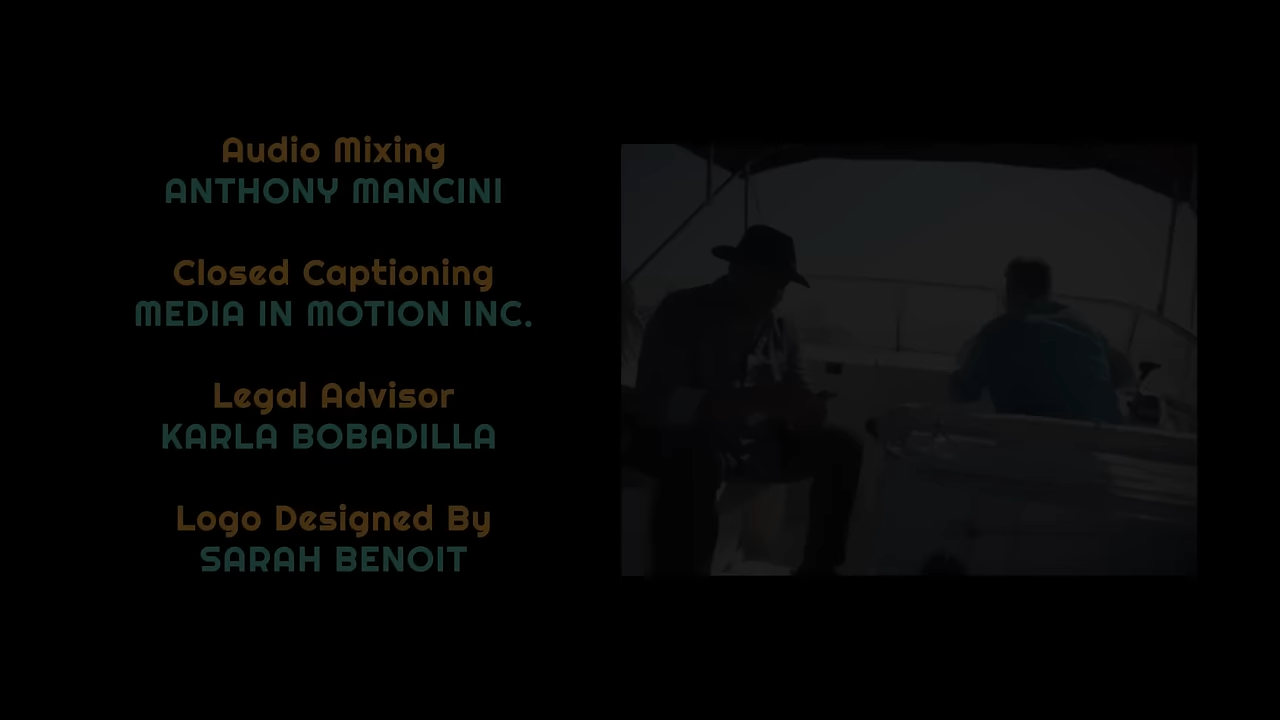 Audio Mixing
ANTHONY MANCINI
Closed Captioning
MEDIA IN MOTION INC.
Legal Advisor
KARLA BOBADILLA
Logo Designed By
SARAH BENOIT